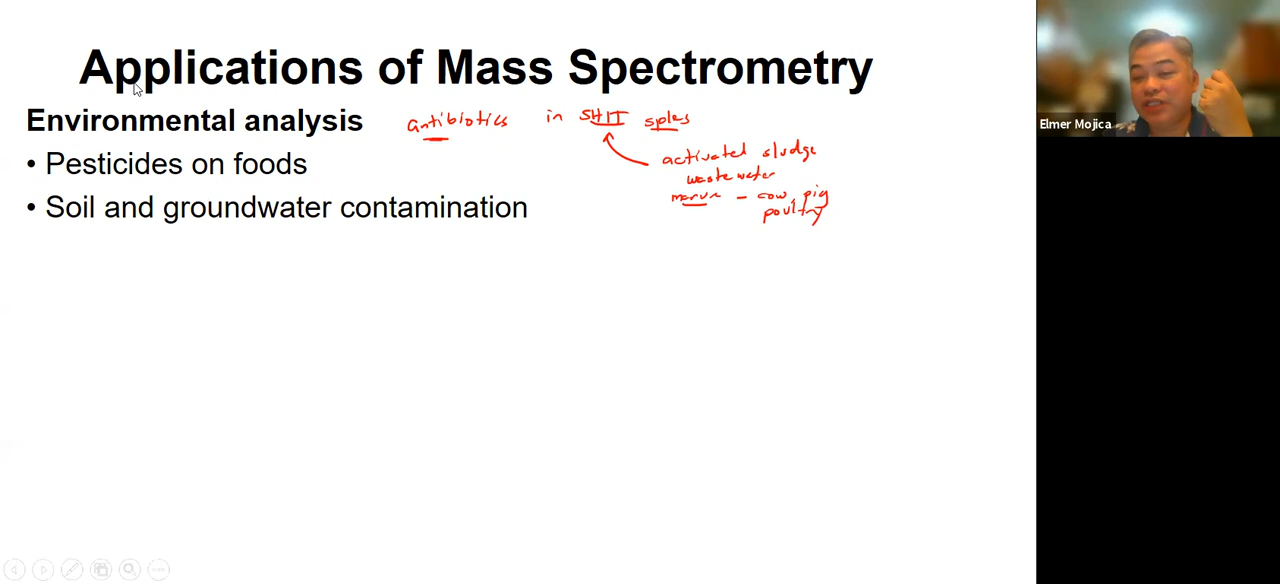 Applications of Mass Spectrometry
Environmental analysis
antibiotics in SHIT sples
activated sludge
wastewater
manure - cow, pig
poultry
• Pesticides on foods
• Soil and groundwater contamination
Elmer Mojica